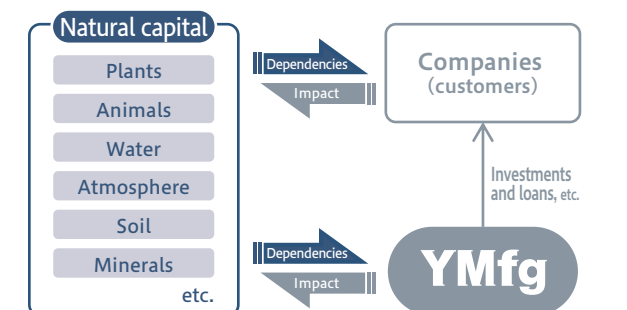 Natural capital
Plants
Animals
Water
Atmosphere
Soil
Minerals
etc.
Dependencies
Impact
Companies
(customers)
Investments
and loans, etc.
Dependencies
Impact
YMfg